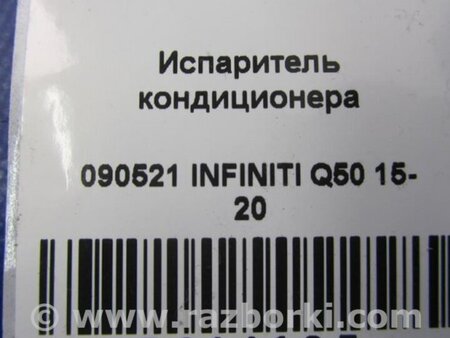 Испаритель
кондиционера
090521 INFINITI Q50 15-
20
© www.razborki.com